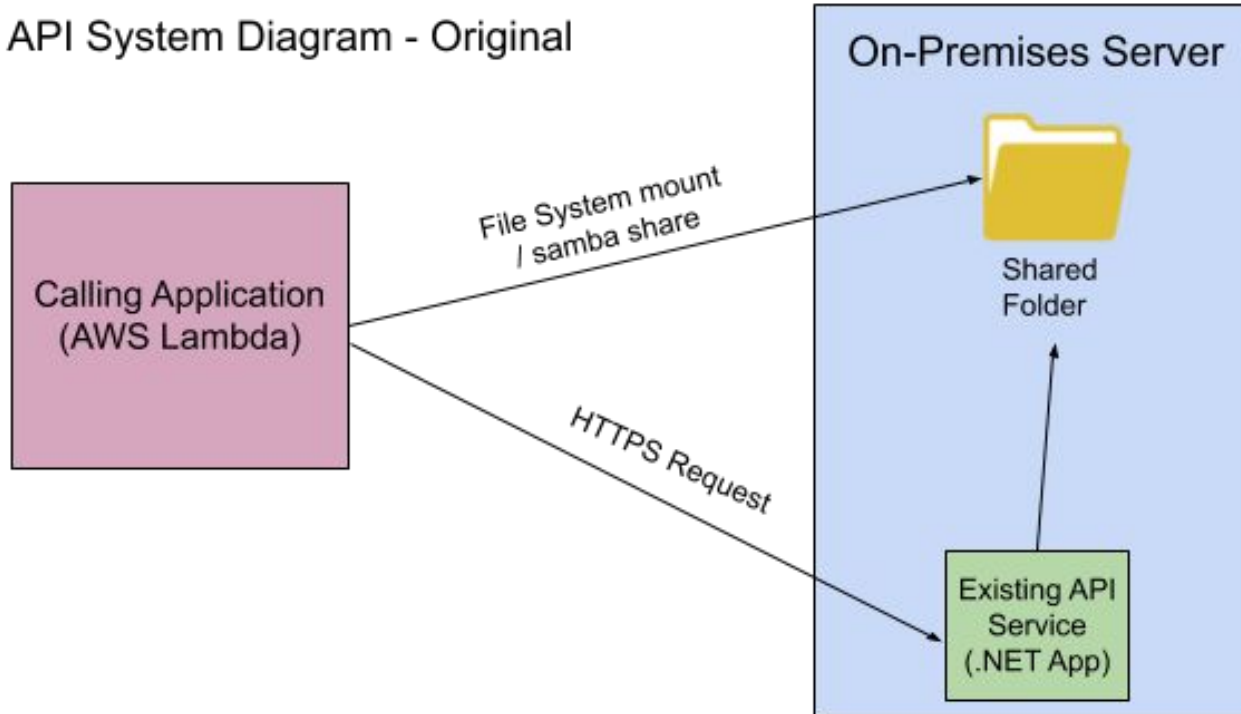 API System Diagram - Original
On-Premises Server
File System mount
/ samba share
Shared
Folder
Calling Application
(AWS Lambda)
HTTPS Request
Existing API
Service
(.NET App)